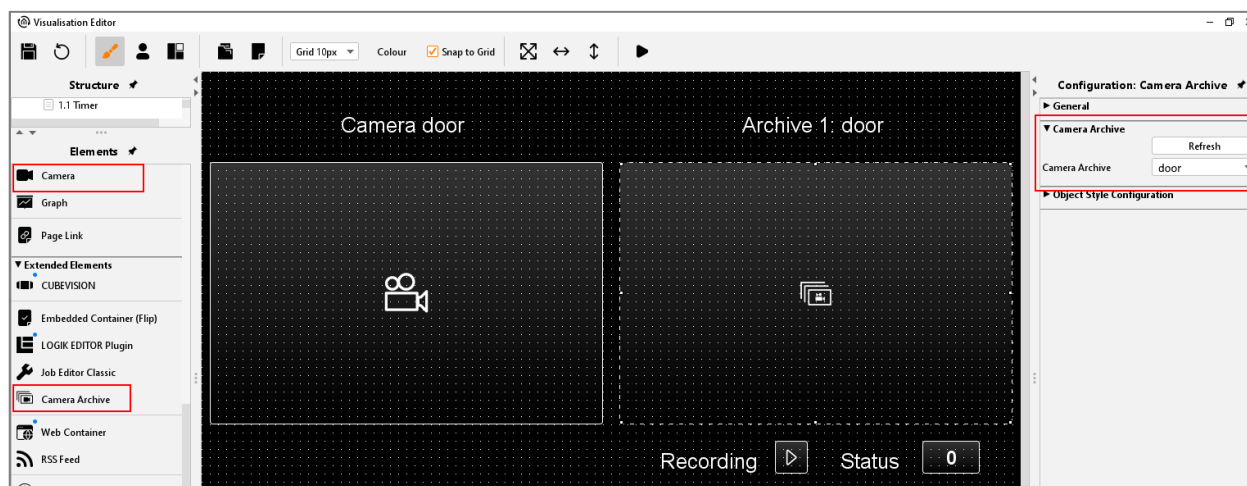 Visualisation Editor
Grid 10px
Colour
Snap to Grid
Structure
1.1 Timer
Elements
Camera
Graph
Page Link
Extended Elements
CUBEVISION
Embedded Container (Flip)
LOGIK EDITOR Plugin
Job Editor Classic
Camera Archive
Web Container
RSS Feed
Camera door
Archive 1: door
Recording
Status
0
Configuration: Camera Archive
General
Camera Archive
Refresh
Camera Archive
door
Object Style Configuration